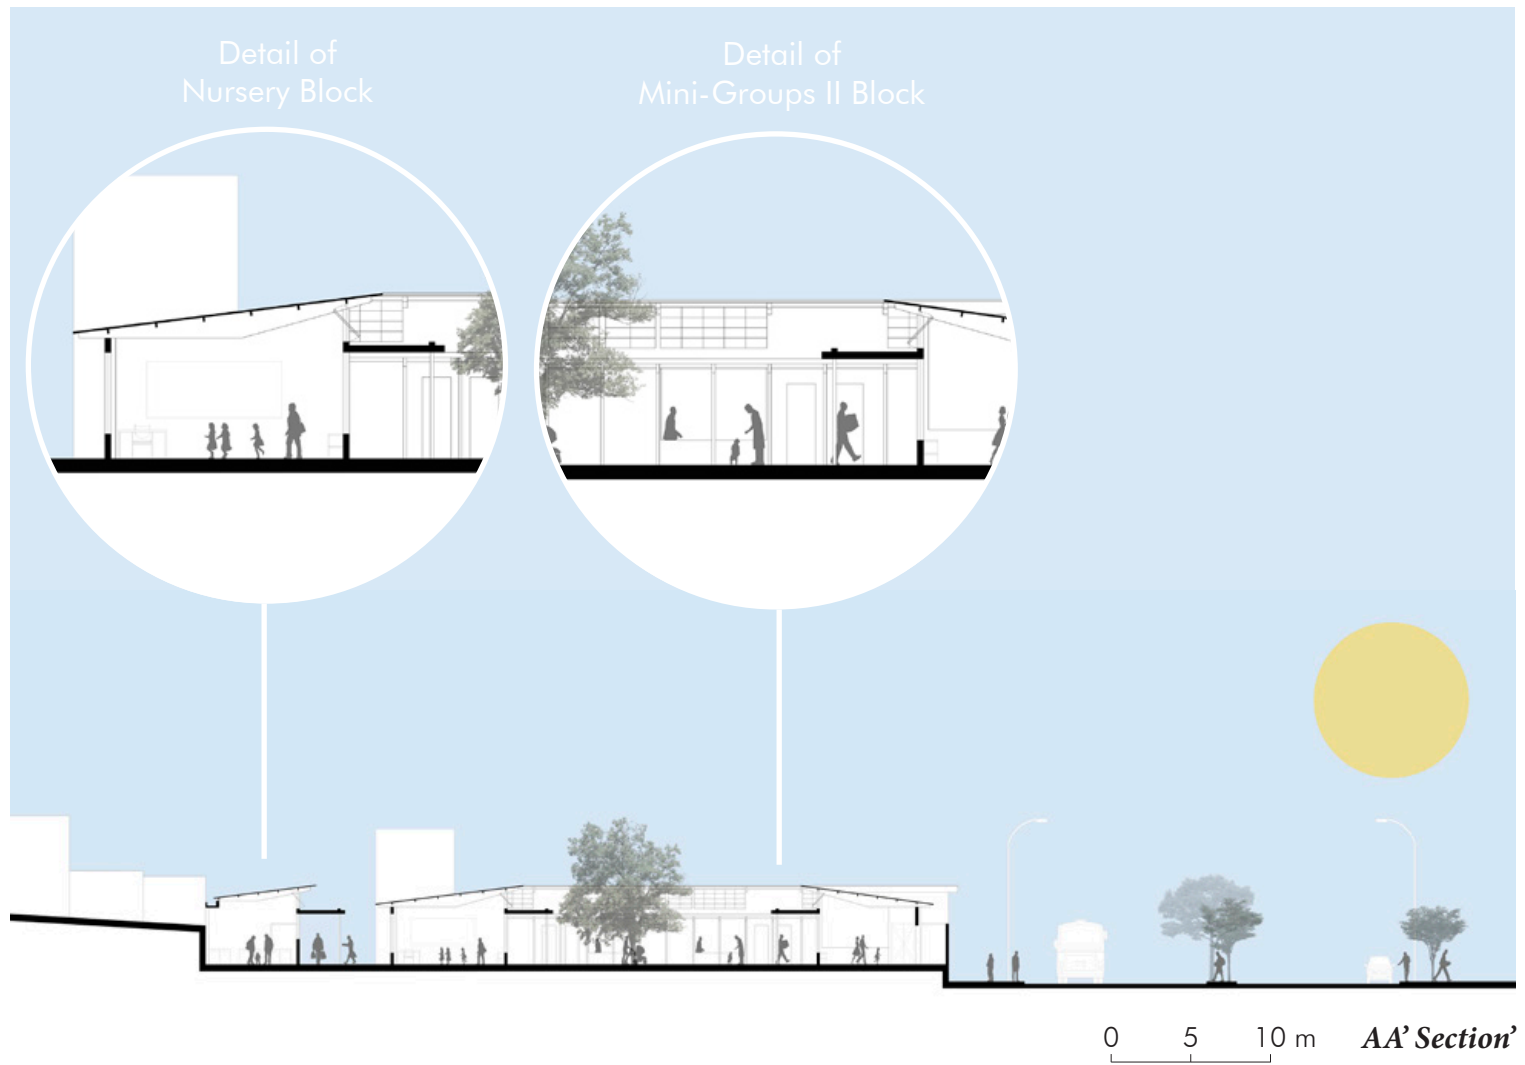 Detail of
Nursery Block
Detail of
Mini-Groups II Block
0 5 10 m
AA’ Section’